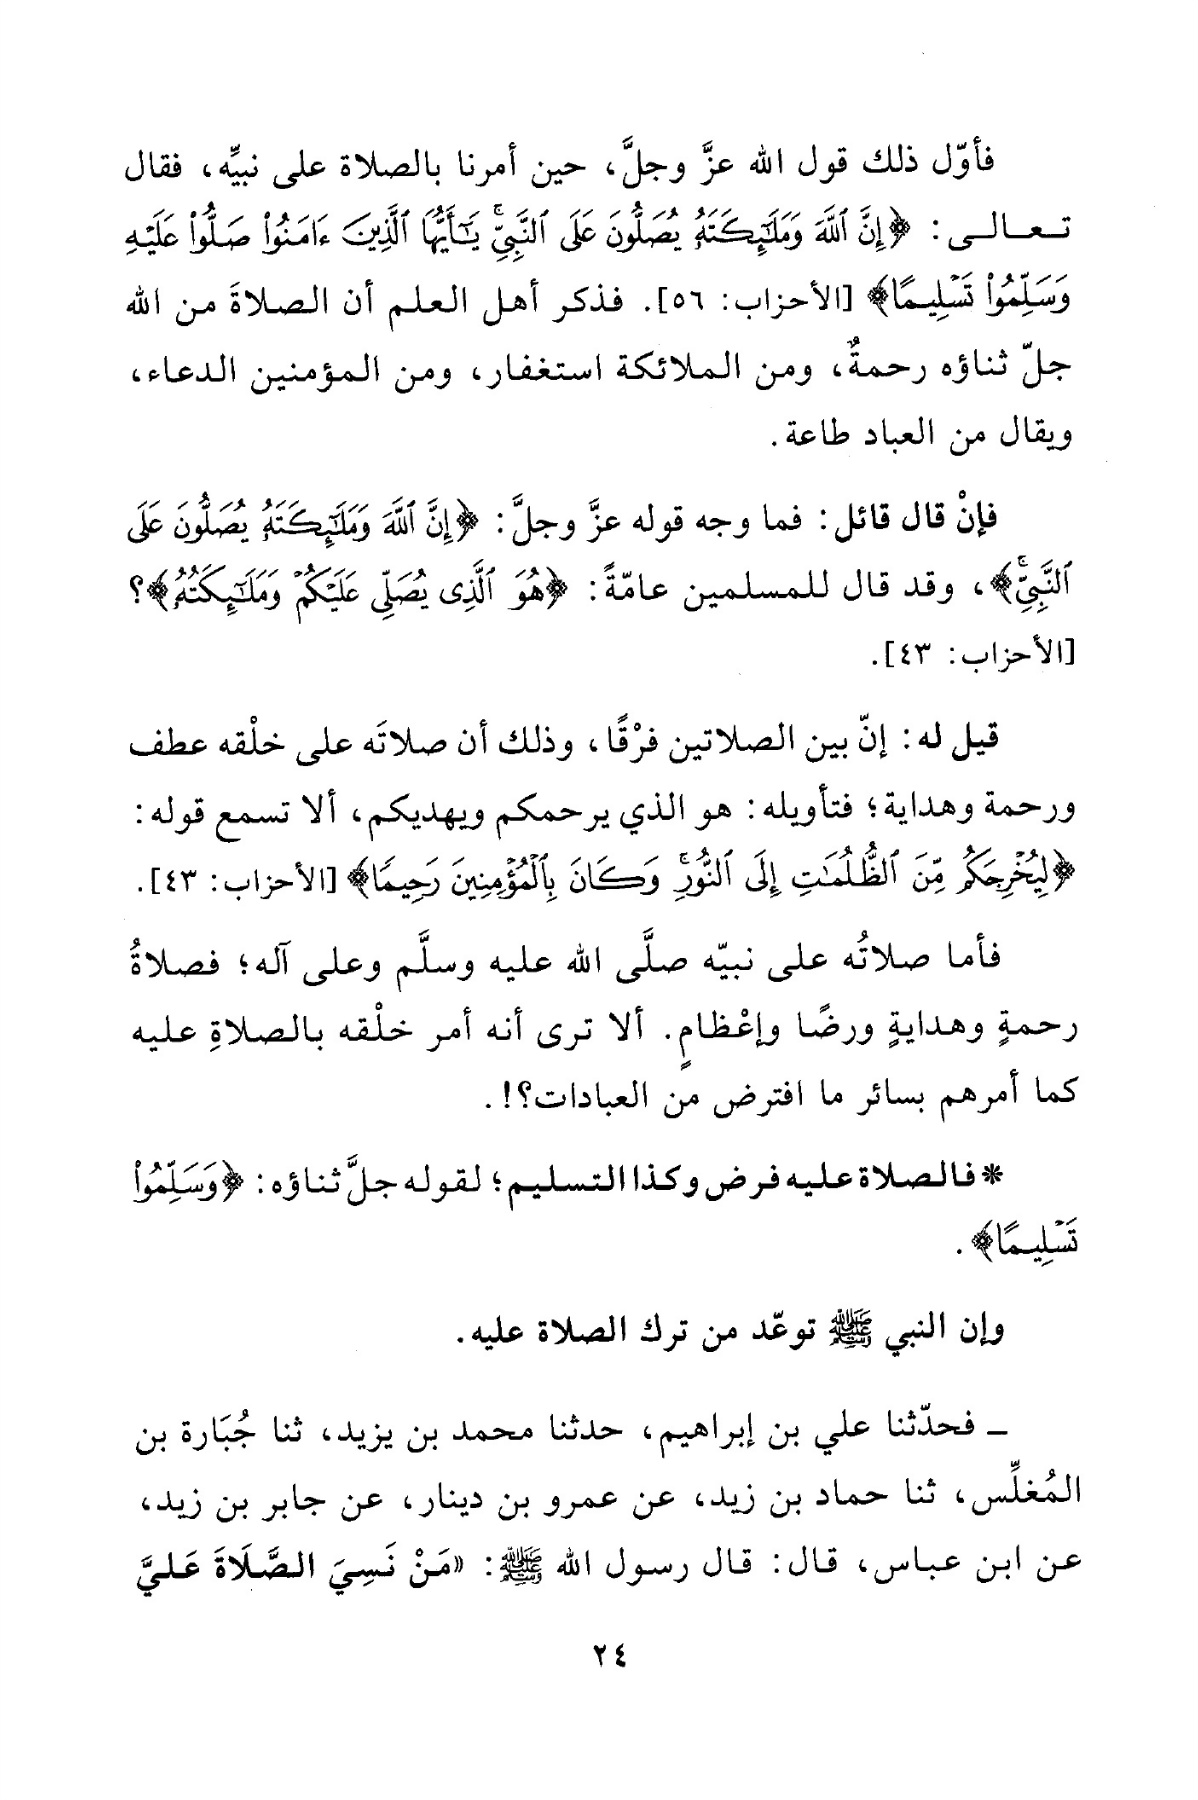 فأوّل ذلك قول الله عزَّ وجلَّ، حين أمرنا بالصلاة على نبيِّه، فقال
تعالى: ﴿إِنَّ ٱللَّهَ وَمَلَٰٓئِكَتَهُۥ يُصَلُّونَ عَلَى ٱلنَّبِيِّۚ يَٰٓأَيُّهَا ٱلَّذِينَ ءَامَنُوا۟ صَلُّوا۟ عَلَيْهِ
وَسَلِّمُوا۟ تَسْلِيمًا﴾ [الأحزاب: ٥٦]. فذكر أهل العلم أن الصلاةَ من الله
جلّ ثناؤه رحمةٌ، ومن الملائكة استغفار، ومن المؤمنين الدعاء،
ويقال من العباد طاعة.
فإنْ قال قائل: فما وجه قوله عزَّ وجلَّ: ﴿إِنَّ ٱللَّهَ وَمَلَٰٓئِكَتَهُۥ يُصَلُّونَ عَلَى
ٱلنَّبِيِّۚ﴾، وقد قال للمسلمين عامّةً: ﴿هُوَ ٱلَّذِى يُصَلِّى عَلَيْكُمْ وَمَلَٰٓئِكَتُهُۥ﴾؟
[الأحزاب: ٤٣].
قيل له: إنّ بين الصلاتين فرْقًا، وذلك أن صلاتَه على خلْقه عطف
ورحمة وهداية؛ فتأويله: هو الذي يرحمكم ويهديكم، ألا تسمع قوله:
﴿لِيُخْرِجَكُم مِّنَ ٱلظُّلُمَٰتِ إِلَى ٱلنُّورِۚ وَكَانَ بِٱلْمُؤْمِنِينَ رَحِيمًا﴾ [الأحزاب: ٤٣].
فأما صلاتُه على نبيّه صلَّى الله عليه وسلَّم وعلى آله؛ فصلاةُ
رحمةٍ وهدايةٍ ورضًا وإعْظامٍ. ألا ترى أنه أمر خلْقه بالصلاةِ عليه
كما أمرهم بسائر ما افترض من العبادات؟!.
* فالصلاة عليه فرض وكذا التسليم؛ لقوله جلَّ ثناؤه: ﴿وَسَلِّمُوا۟
تَسْلِيمًا﴾.
وإن النبي ﷺ توعّد من ترك الصلاة عليه.
ـ فحدّثنا علي بن إبراهيم، حدثنا محمد بن يزيد، ثنا جُبَارة بن
المُغلِّس، ثنا حماد بن زيد، عن عمرو بن دينار، عن جابر بن زيد،
عن ابن عباس، قال: قال رسول الله ﷺ: «مَنْ نَسِيَ الصَّلَاةَ عَليَّ
٢٤